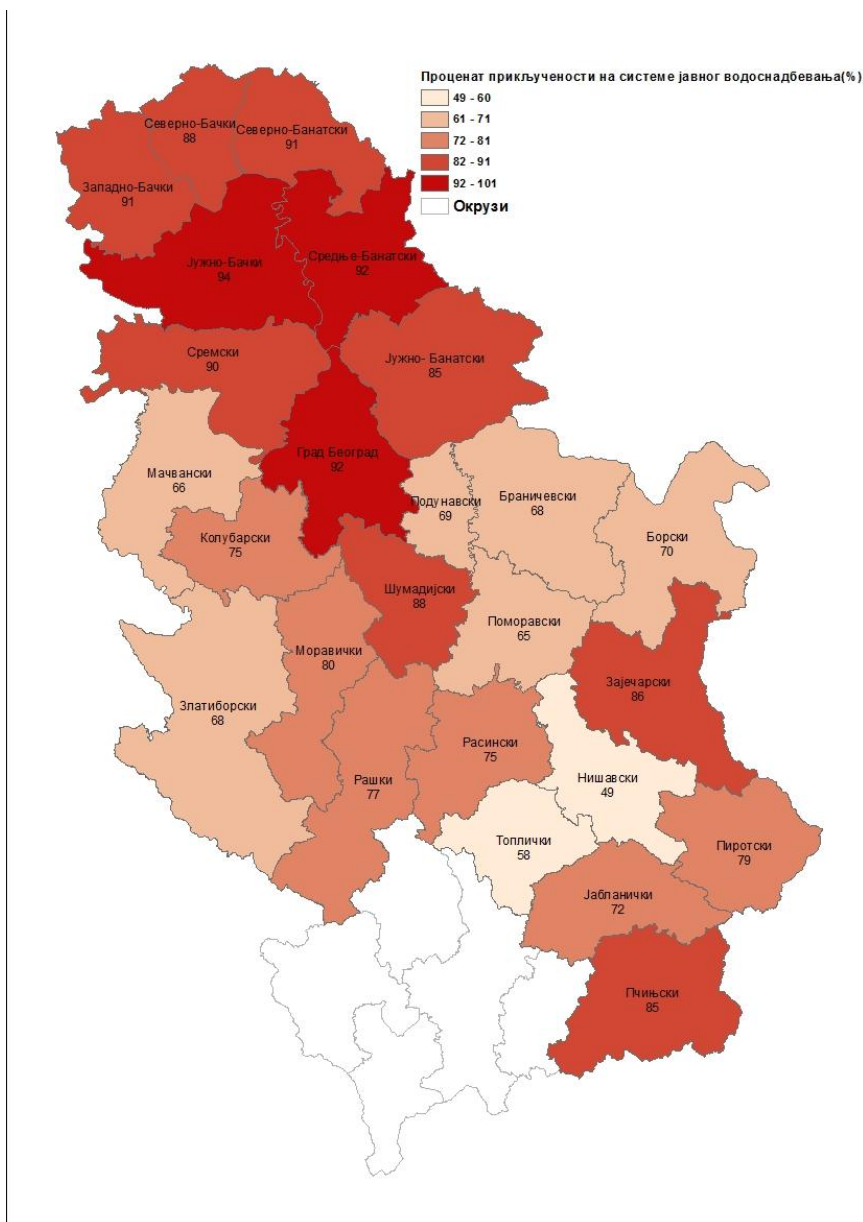 Проценат прикључености на системе јавног водоснадбевања(%)
49 - 60
61 - 71
72 - 81
82 - 91
92 - 101
Окрузи
Северно-Бачки
88
Северно-Банатски
91
Западно-Бачки
91
Јужно-Бачки
94
Средње-Банатски
92
Сремски
90
Јужно- Банатски
85
Град Београд
92
Мачвански
66
Подунавски
69
Браничевски
68
Борски
70
Колубарски
75
Шумадијски
88
Поморавски
65
Моравички
80
Златиборски
68
Зајечарски
86
Рашки
77
Расински
75
Нишавски
49
Топлички
58
Пиротски
79
Јабланички
72
Пчињски
85